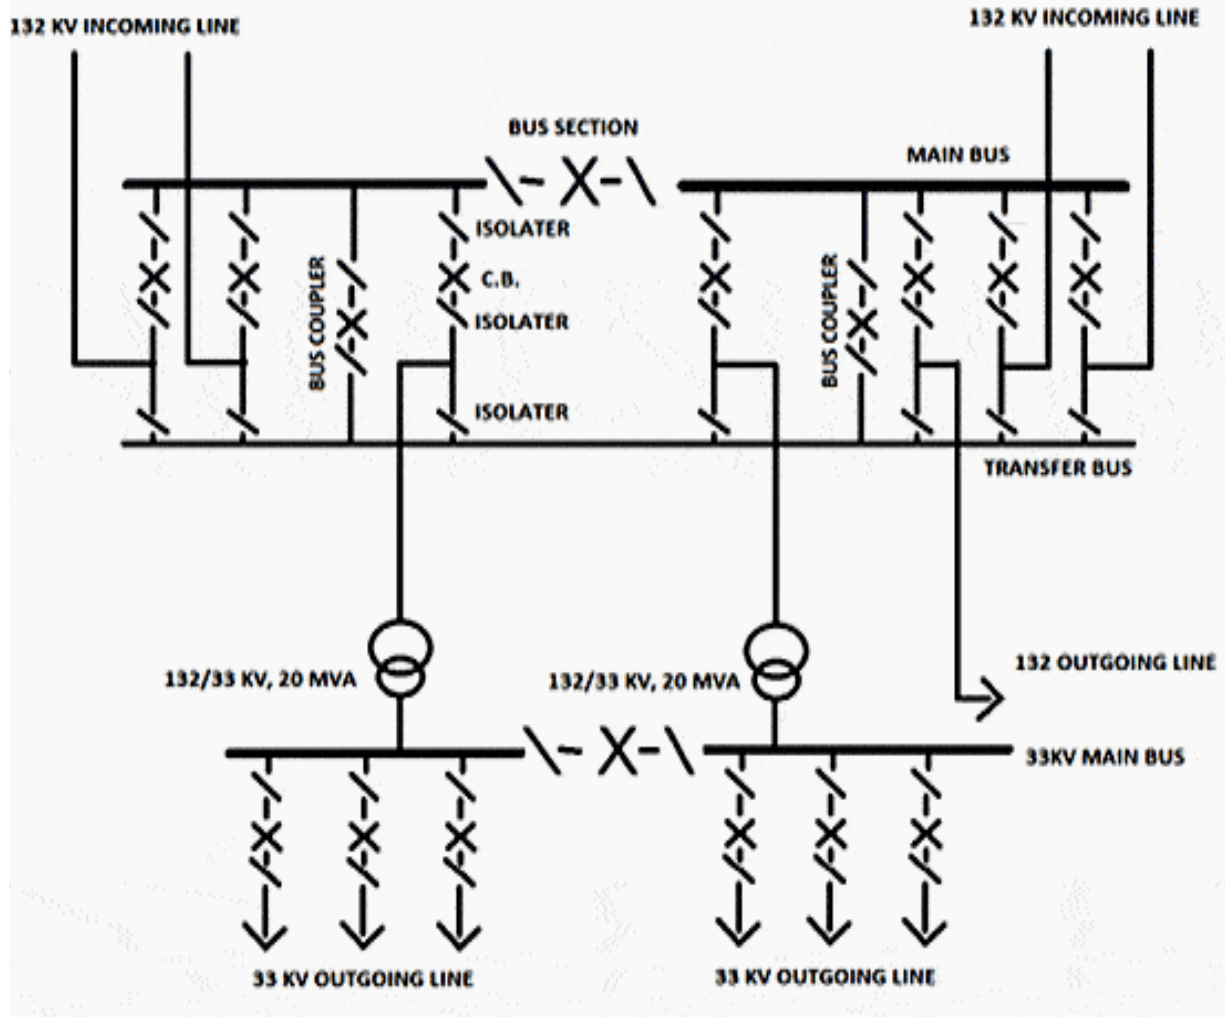 132 KV INCOMING LINE
132 KV INCOMING LINE
BUS SECTION
MAIN BUS
ISOLATER
C.B.
ISOLATER
BUS COUPLER
BUS COUPLER
ISOLATER
TRANSFER BUS
132/33 KV, 20 MVA
132/33 KV, 20 MVA
132 OUTGOING LINE
33KV MAIN BUS
33 KV OUTGOING LINE
33 KV OUTGOING LINE